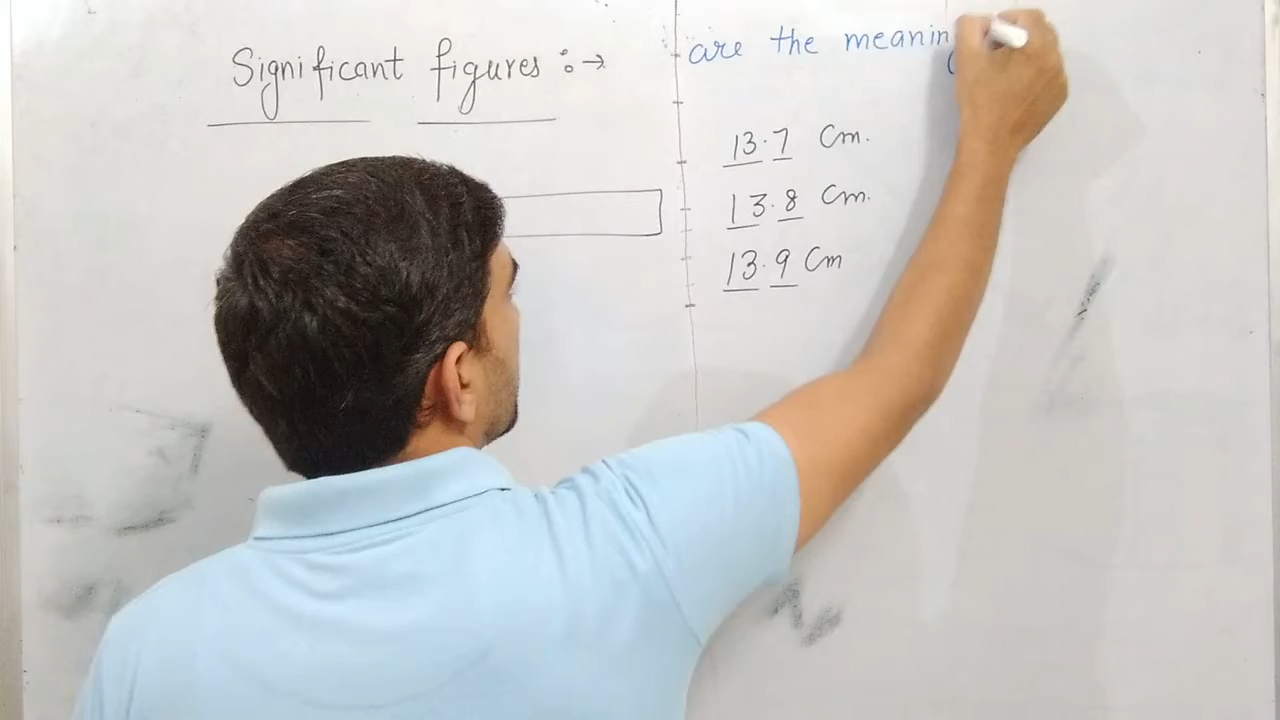 Significant figures :→
are the meanin
13.7 Cm.
13.8 Cm.
13.9 Cm